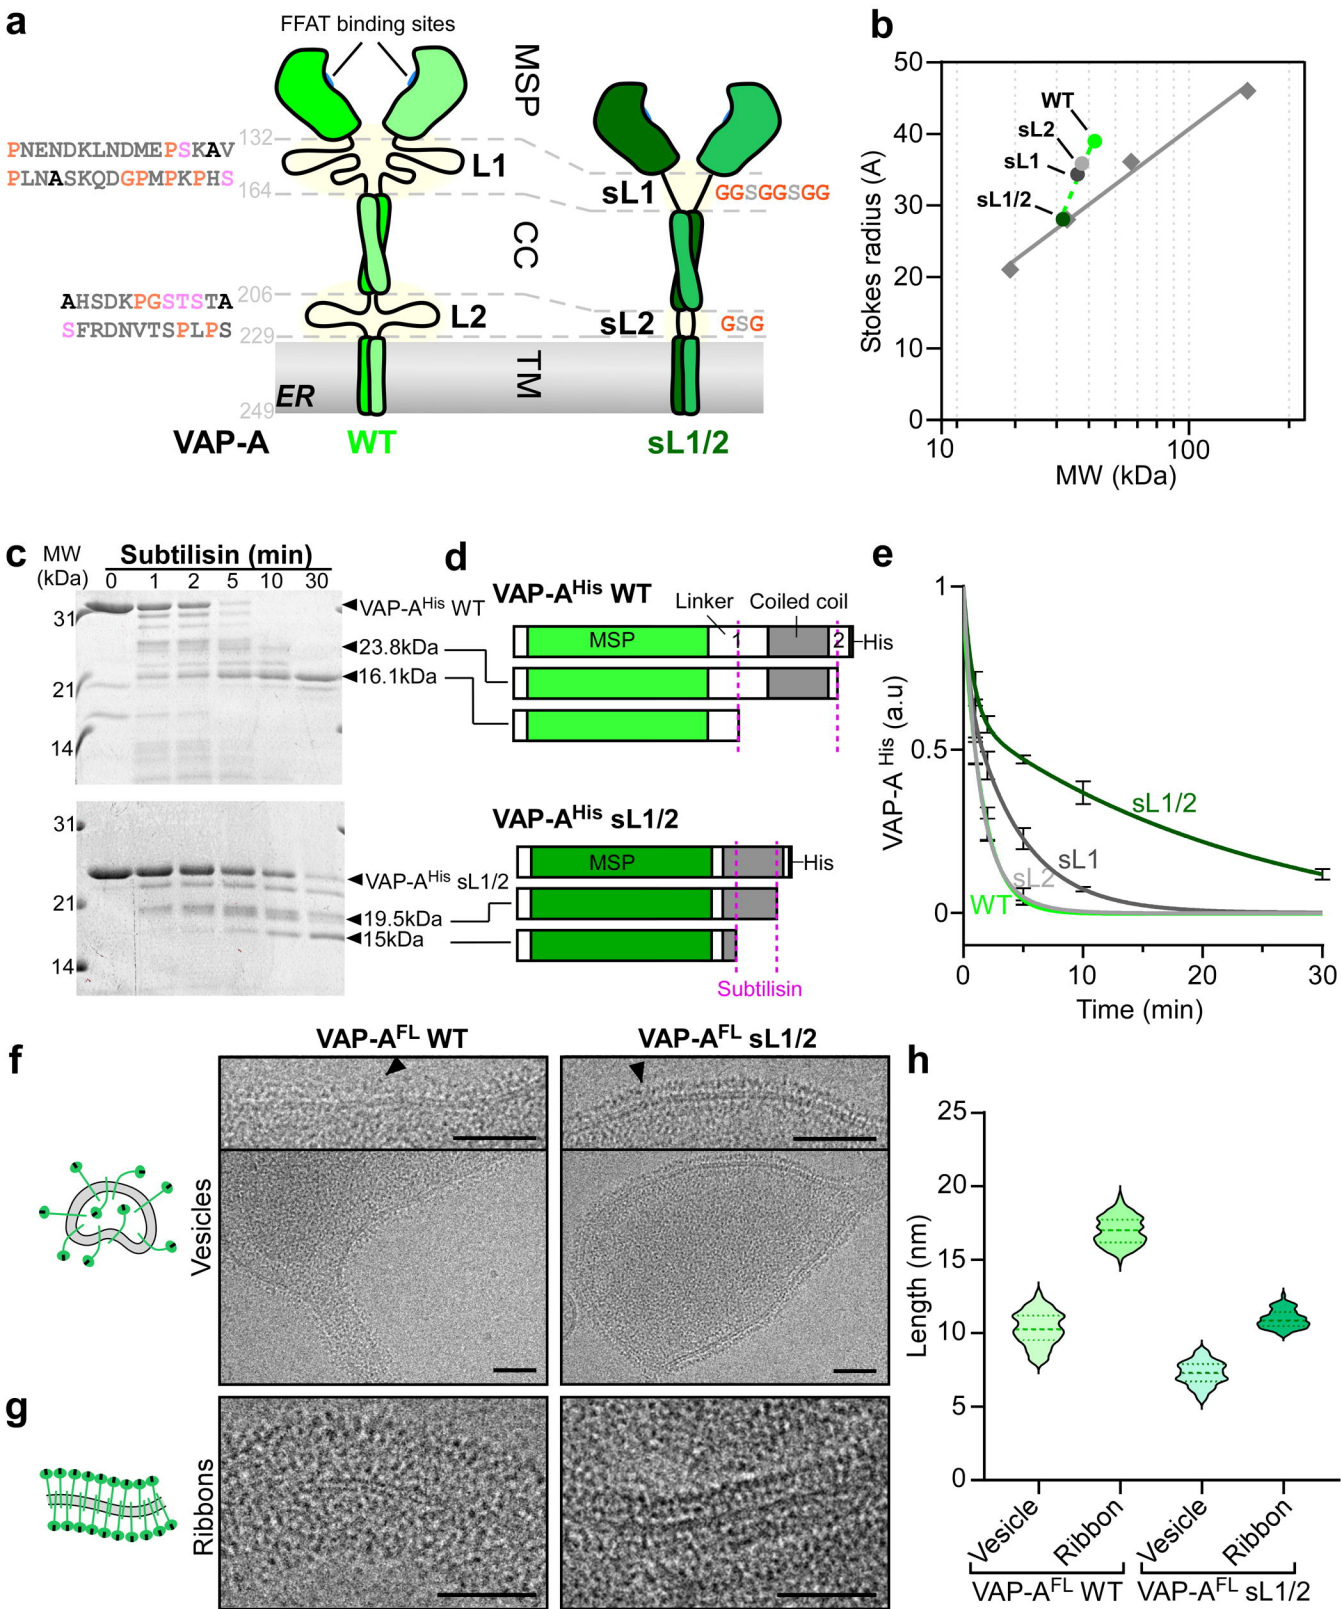 a
FFAT binding sites
MSP
132
PNENDKLNDMEPSKAV
PLNASKQDGPMPKPHS
L1
164
sL1
GGSGGSGG
CC
206
AHSDKPGSTSTA
SFRDNVTSPLPS
L2
229
sL2
GSG
TM
ER
249
VAP-A
WT
sL1/2
b
Stokes radius (A)
50
40
30
20
10
0
WT
sL2
sL1
sL1/2
10
100
MW (kDa)
c
MW
(kDa)
Subtilisin (min)
0 1 2 5 10 30
31
21
14
VAP-AHis WT
23.8kDa
16.1kDa
31
21
14
VAP-AHis sL1/2
19.5kDa
15kDa
d
VAP-AHis WT
Linker
Coiled coil
MSP
1
2
His
VAP-AHis sL1/2
MSP
His
Subtilisin
e
VAP-A His (a.u)
1
0.5
0
sL1/2
sL1
sL2
WT
0 10 20 30
Time (min)
f
VAP-AFL WT
VAP-AFL sL1/2
Vesicles
g
Ribbons
h
Length (nm)
25
20
15
10
5
0
Vesicle
Ribbon
Vesicle
Ribbon
VAP-AFL WT
VAP-AFL sL1/2